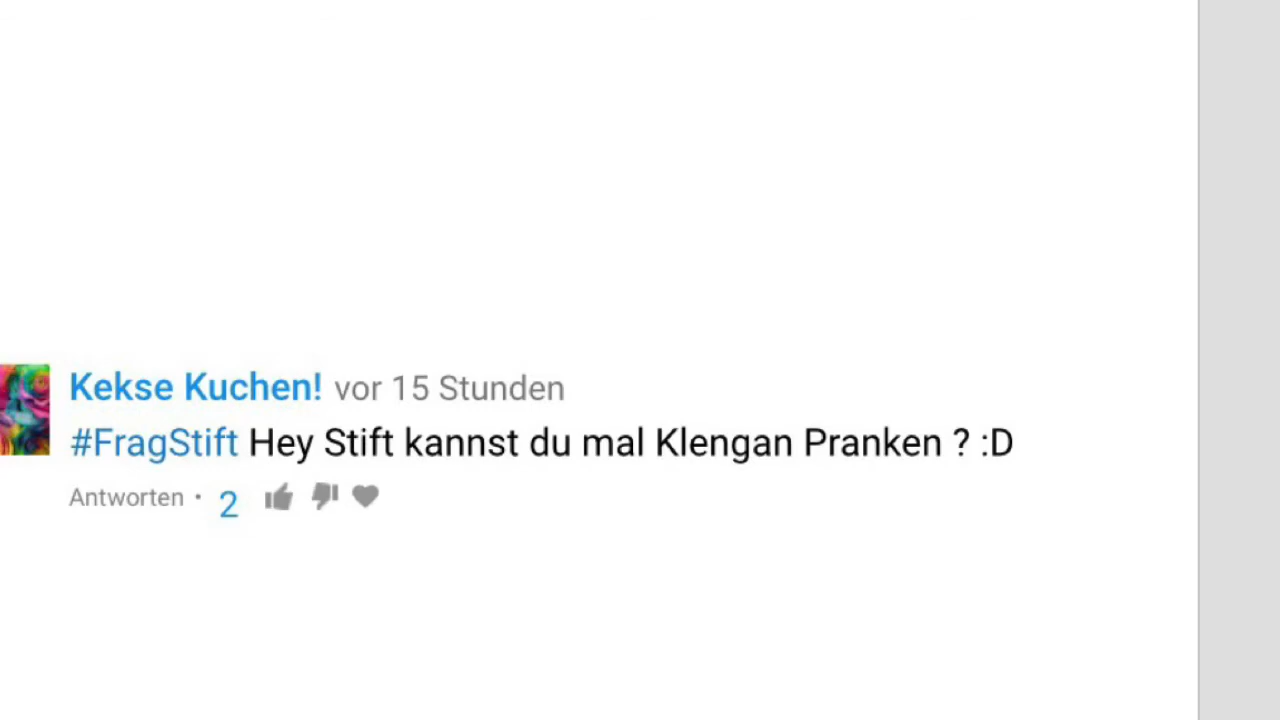 Kekse Kuchen! vor 15 Stunden
#FragStift Hey Stift kannst du mal Klengan Pranken ? :D
Antworten · 2